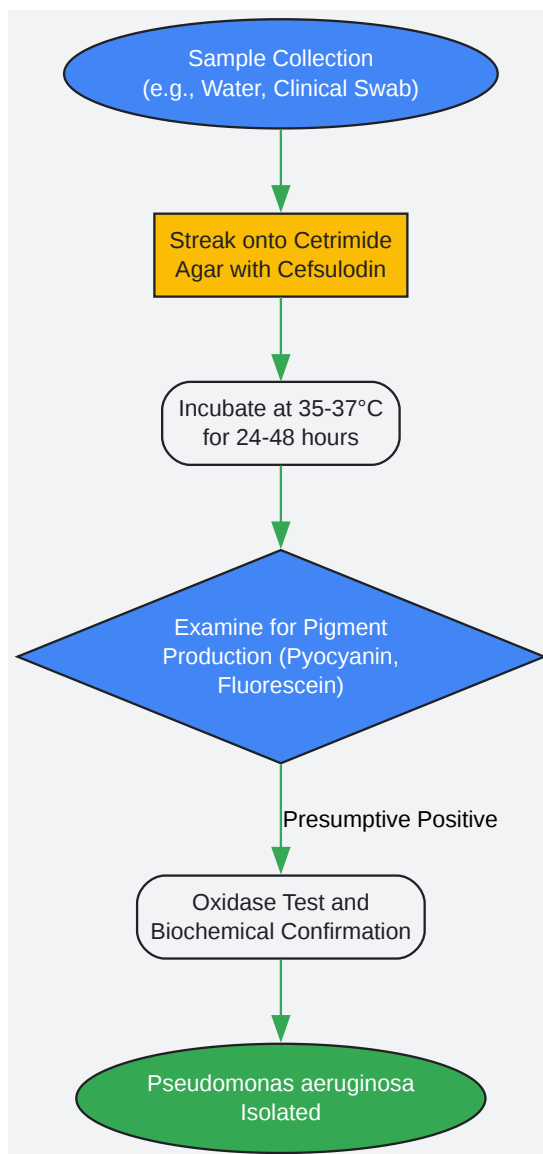 Sample Collection
(e.g., Water, Clinical Swab)
Streak onto Cetrimide
Agar with Cefsulodin
Incubate at 35-37°C
for 24-48 hours
Examine for Pigment
Production (Pyocyanin,
Fluorescein)
Presumptive Positive
Oxidase Test and
Biochemical Confirmation
Pseudomonas aeruginosa
Isolated